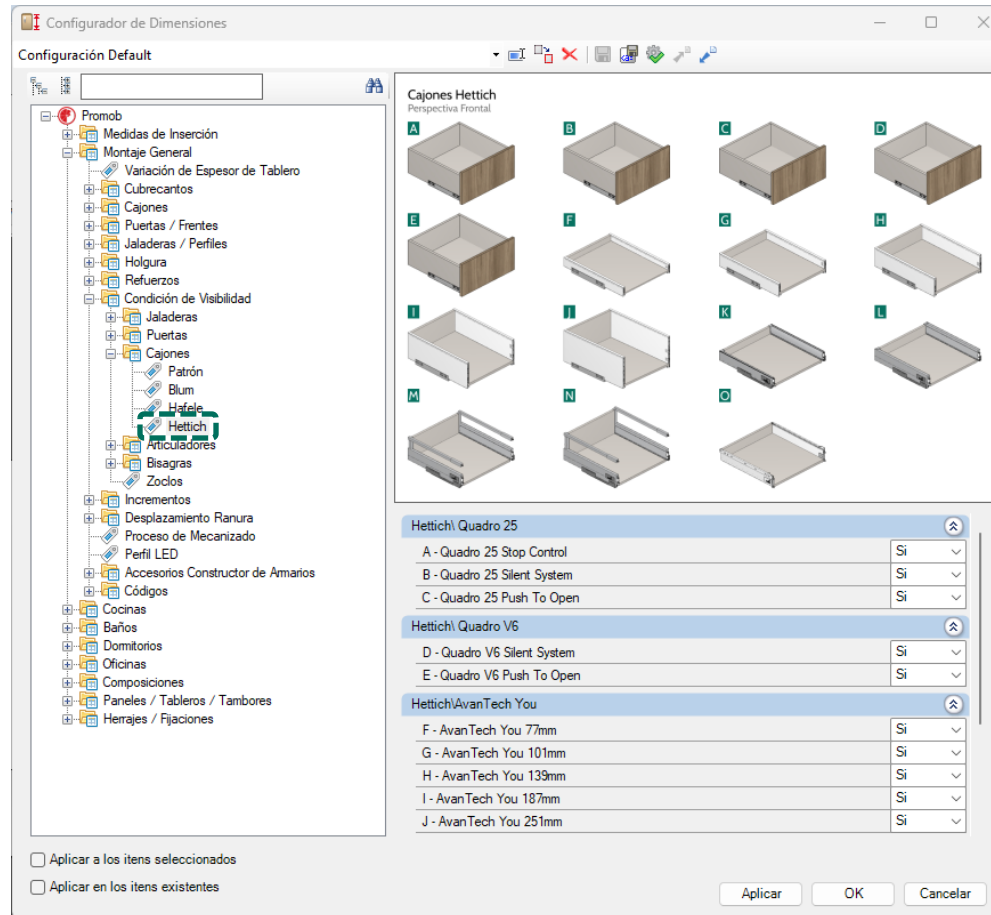 Configurador de Dimensiones
Configuración Default
Promob
Medidas de Inserción
Montaje General
Variación de Espesor de Tablero
Cubrecantos
Cajones
Puertas / Frentes
Jaladeras / Perfiles
Holgura
Refuerzos
Condición de Visibilidad
Jaladeras
Puertas
Cajones
Patrón
Blum
Hafele
Hettich
Articuladores
Bisagras
Zoclos
Incrementos
Desplazamiento Ranura
Proceso de Mecanizado
Perfil LED
Accesorios Constructor de Armarios
Códigos
Cocinas
Baños
Dormitorios
Oficinas
Composiciones
Paneles / Tableros / Tambores
Herrajes / Fijaciones
Cajones Hettich
Perspectiva Frontal
A B C D
E F G H
I J K L
M N O
Hettich\ Quadro 25
A - Quadro 25 Stop Control Si
B - Quadro 25 Silent System Si
C - Quadro 25 Push To Open Si
Hettich\ Quadro V6
D - Quadro V6 Silent System Si
E - Quadro V6 Push To Open Si
Hettich\AvanTech You
F - AvanTech You 77mm Si
G - AvanTech You 101mm Si
H - AvanTech You 139mm Si
I - AvanTech You 187mm Si
J - AvanTech You 251mm Si
Aplicar a los itens seleccionados
Aplicar en los itens existentes
Aplicar OK Cancelar